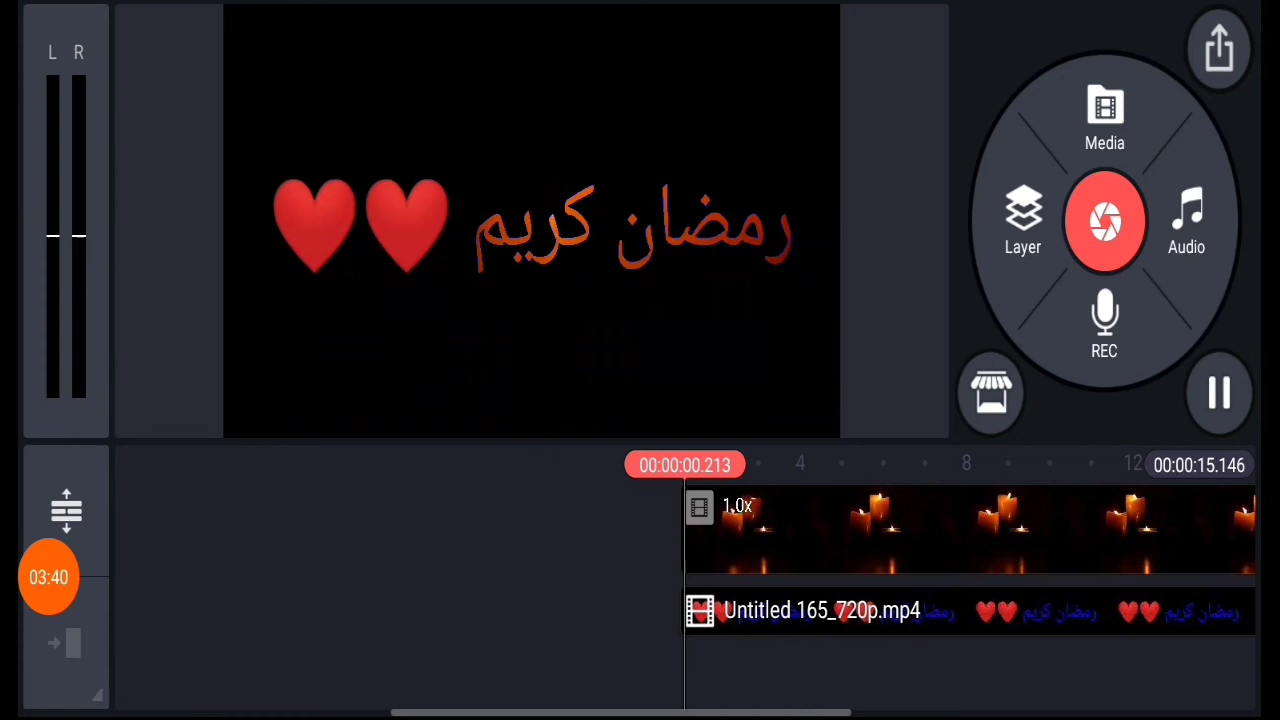 L R
رمضان كريم ❤️❤️
Media
Layer
Audio
REC
00:00:00.213
4
8
12
00:00:15.146
1.0x
03:40
Untitled 165_720p.mp4
رمضان كريم ❤️❤️
رمضان كريم ❤️❤️